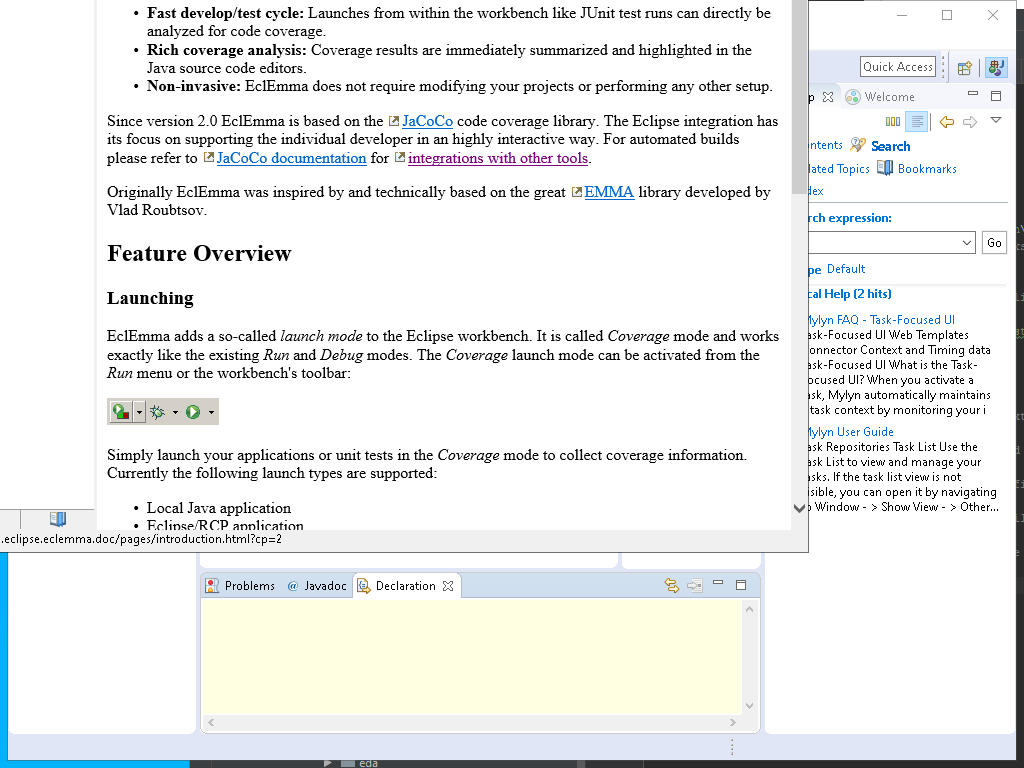 • Fast develop/test cycle: Launches from within the workbench like JUnit test runs can directly be
analyzed for code coverage.
• Rich coverage analysis: Coverage results are immediately summarized and highlighted in the
Java source code editors.
• Non-invasive: EclEmma does not require modifying your projects or performing any other setup.
Since version 2.0 EclEmma is based on the JaCoCo code coverage library. The Eclipse integration has
its focus on supporting the individual developer in an highly interactive way. For automated builds
please refer to JaCoCo documentation for integrations with other tools.
Originally EclEmma was inspired by and technically based on the great EMMA library developed by
Vlad Roubtsov.
Feature Overview
Launching
EclEmma adds a so-called launch mode to the Eclipse workbench. It is called Coverage mode and works
exactly like the existing Run and Debug modes. The Coverage launch mode can be activated from the
Run menu or the workbench's toolbar:
Simply launch your applications or unit tests in the Coverage mode to collect coverage information.
Currently the following launch types are supported:
• Local Java application
• Eclipse/RCP application
.eclipse.eclemma.doc/pages/introduction.html?cp=2
Quick Access
p Welcome
ntents Search
ated Topics Bookmarks
dex
rch expression:
Go
pe Default
cal Help (2 hits)
Mylyn FAQ - Task-Focused UI
ask-Focused UI Web Templates
onnector Context and Timing data
ask-Focused UI What is the Task-
ocused UI? When you activate a
ask, Mylyn automatically maintains
task context by monitoring your i
Mylyn User Guide
ask Repositories Task List Use the
ask List to view and manage your
asks. If the task list view is not
isible, you can open it by navigating
o Window - > Show View - > Other...
Problems @ Javadoc Declaration
eda